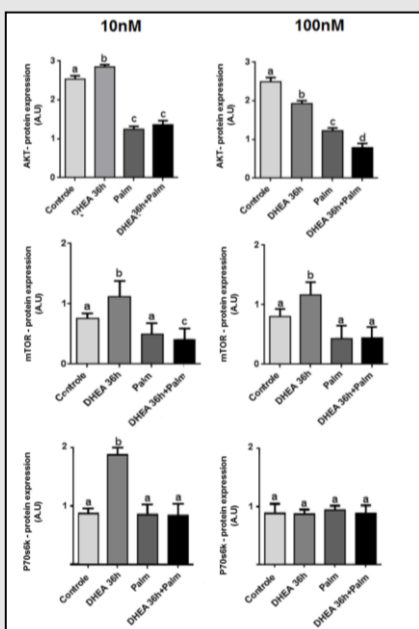 10nM
100nM
AKT- protein expression
(A.U)
3
2
1
0
a
b
c
c
Controle
DHEA 36h
Palm
DHEA 36h+Palm
AKT- protein expression
(A.U)
3
2
1
0
a
b
c
d
Controle
DHEA 36h
Palm
DHEA 36h+Palm
mTOR - protein expression
(A.U)
2
1
0
a
b
a
c
Controle
DHEA 36h
Palm
DHEA 36h+Palm
mTOR - protein expression
(A.U)
2
1
0
a
b
a
a
Controle
DHEA 36h
Palm
DHEA 36h+Palm
P70s6k - protein expression
(A.U)
2
1
0
a
b
a
a
Controle
DHEA 36h
Palm
DHEA 36h+Palm
P70s6k - protein expression
(A.U)
2
1
0
a
a
a
a
Controle
DHEA 36h
Palm
DHEA 36h+Palm